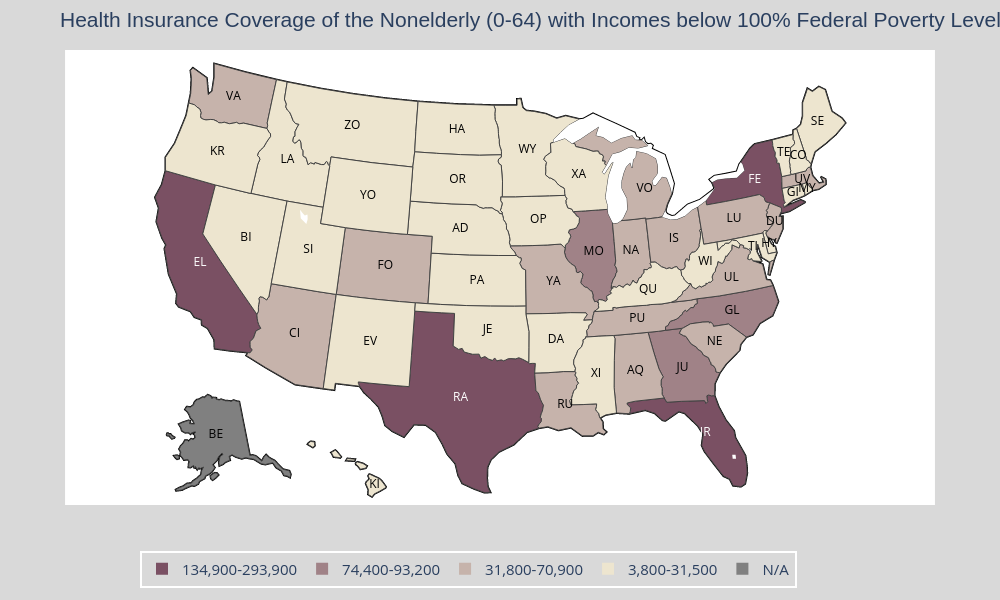 Health Insurance Coverage of the Nonelderly (0-64) with Incomes below 100% Federal Poverty Level
VA
ZO
HA
WY
SE
KR
LA
XA
TE
CO
OR
YO
VO
FE
UV
MY
GI
OP
LU
DU
BI
AD
SI
IS
EL
FO
MO
NA
TL
WI
PA
YA
UL
QU
CI
EV
JE
DA
PU
GL
NE
XI
AQ
JU
RA
RU
BE
KI
134,900-293,900 74,400-93,200 31,800-70,900 3,800-31,500 N/A